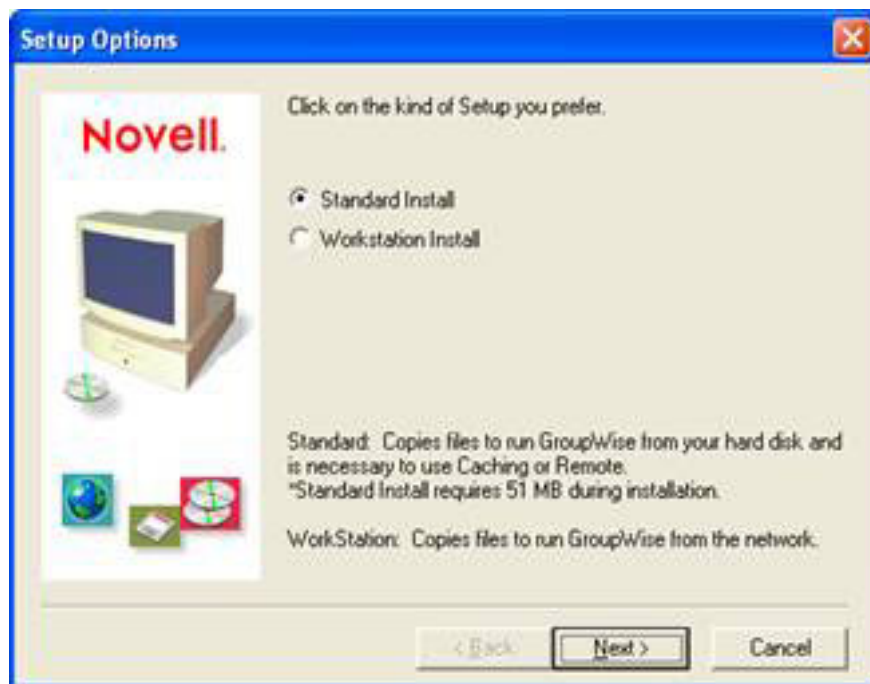 Setup Options
Novell.
Click on the kind of Setup you prefer.
Standard Install
Workstation Install
Standard: Copies files to run GroupWise from your hard disk and
is necessary to use Caching or Remote.
*Standard Install requires 51 MB during installation.
WorkStation: Copies files to run GroupWise from the network.
< Back
Next >
Cancel